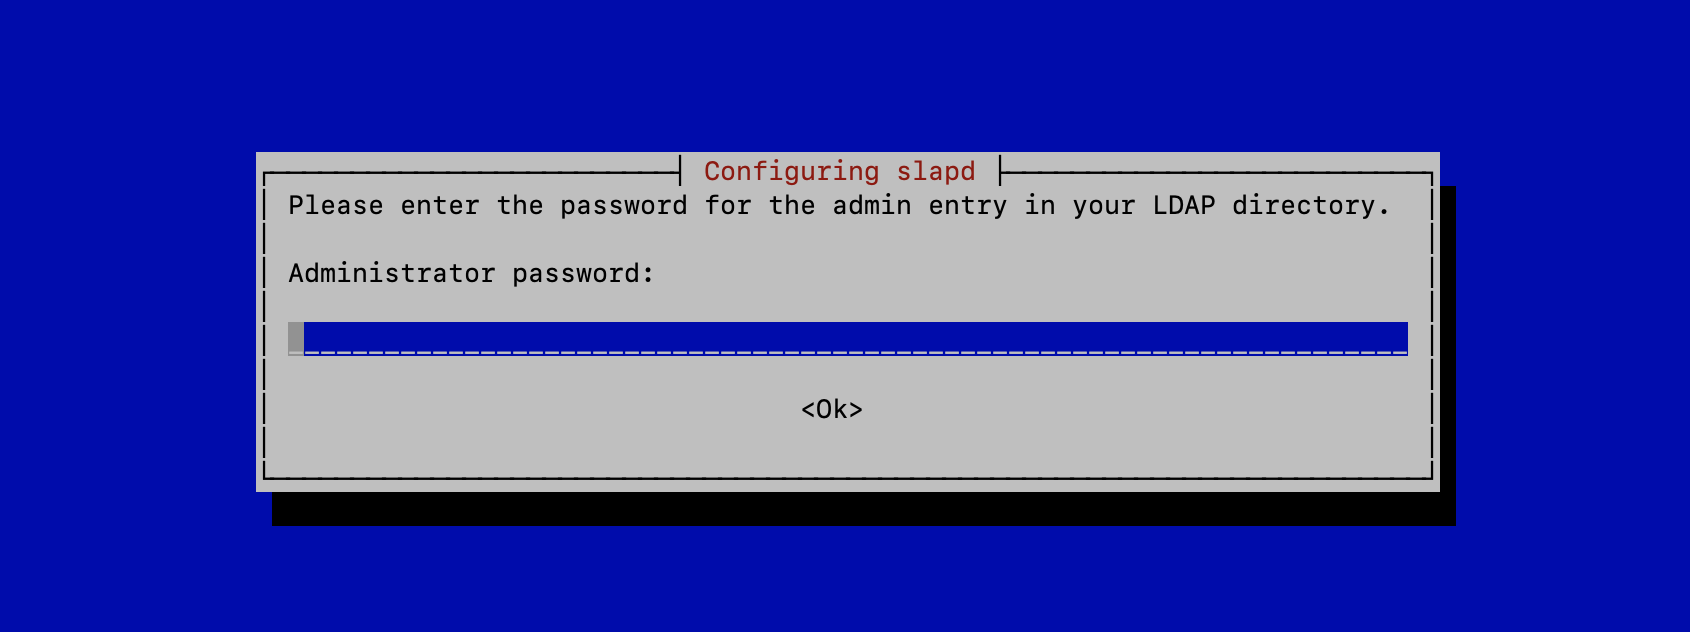 Configuring slapd
Please enter the password for the admin entry in your LDAP directory.
Administrator password:
<Ok>